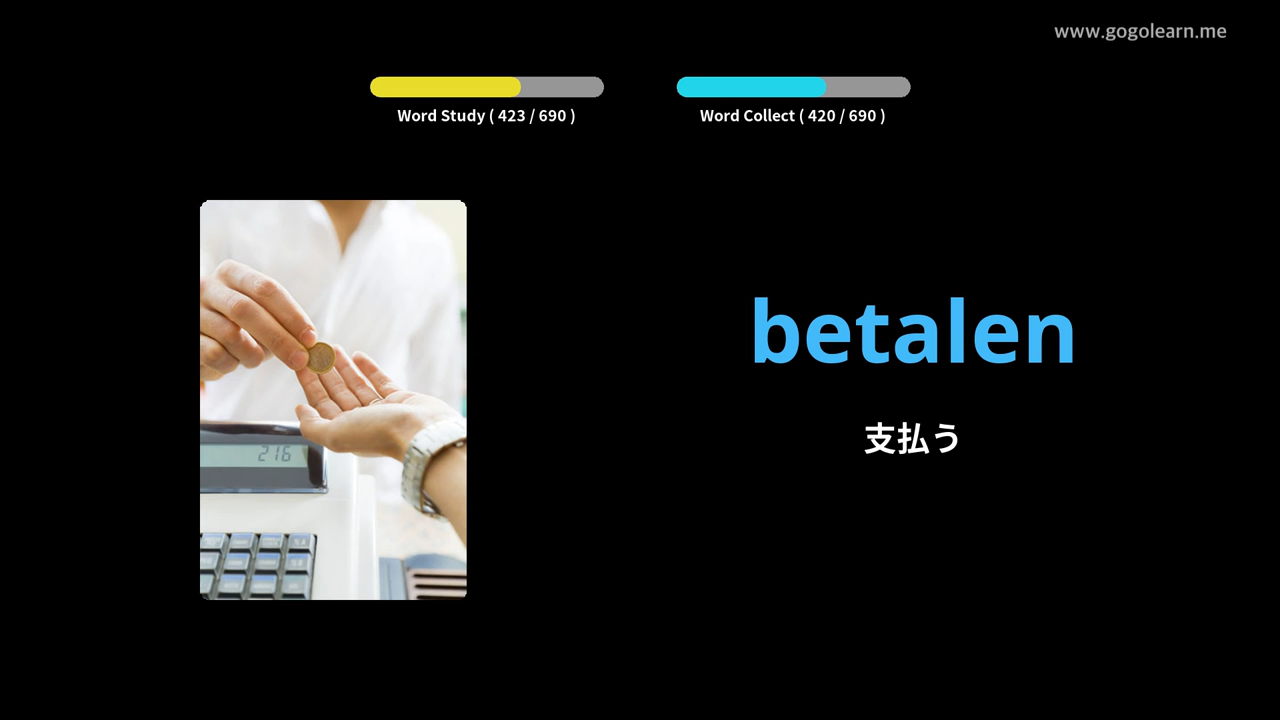 www.gogolearn.me
Word Study ( 423 / 690 )
Word Collect ( 420 / 690 )
216
betalen
支払う